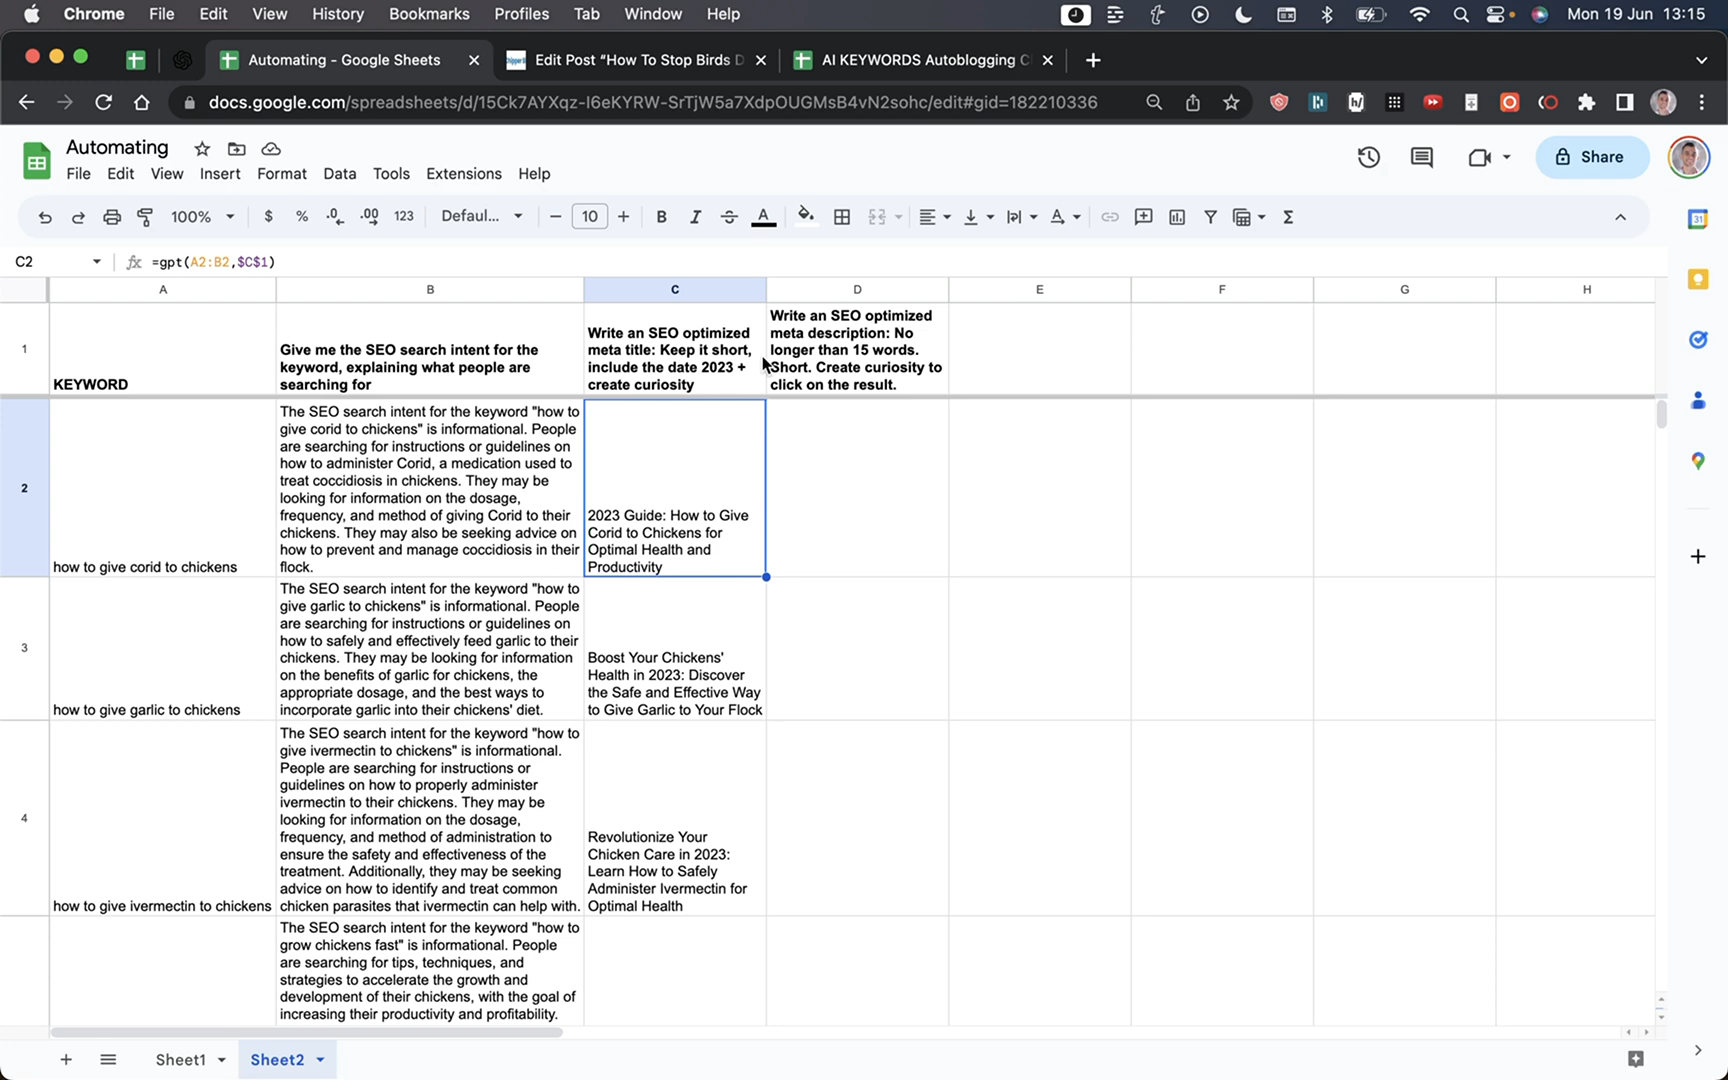 Chrome File Edit View History Bookmarks Profiles Tab Window Help Mon 19 Jun 13:15
Automating - Google Sheets
Edit Post "How To Stop Birds D
AI KEYWORDS Autoblogging C
docs.google.com/spreadsheets/d/15Ck7AYXqz-I6eKYRW-SrTjW5a7XdpOUGMsB4vN2sohc/edit#gid=182210336
Automating
File Edit View Insert Format Data Tools Extensions Help
Share
100% $ % .0 .00 123 Defaul... 10 B I A
C2 fx =gpt(A2:B2,$C$1)
A B C D E F G H
1
KEYWORD
Give me the SEO search intent for the
keyword, explaining what people are
searching for
Write an SEO optimized
meta title: Keep it short,
include the date 2023 +
create curiosity
Write an SEO optimized
meta description: No
longer than 15 words.
Short. Create curiosity to
click on the result.
2
how to give corid to chickens
The SEO search intent for the keyword "how to
give corid to chickens" is informational. People
are searching for instructions or guidelines on
how to administer Corid, a medication used to
treat coccidiosis in chickens. They may be
looking for information on the dosage,
frequency, and method of giving Corid to their
chickens. They may also be seeking advice on
how to prevent and manage coccidiosis in their
flock.
2023 Guide: How to Give
Corid to Chickens for
Optimal Health and
Productivity
3
how to give garlic to chickens
The SEO search intent for the keyword "how to
give garlic to chickens" is informational. People
are searching for instructions or guidelines on
how to safely and effectively feed garlic to their
chickens. They may be looking for information
on the benefits of garlic for chickens, the
appropriate dosage, and the best ways to
incorporate garlic into their chickens' diet.
Boost Your Chickens'
Health in 2023: Discover
the Safe and Effective Way
to Give Garlic to Your Flock
4
how to give ivermectin to chickens
The SEO search intent for the keyword "how to
give ivermectin to chickens" is informational.
People are searching for instructions or
guidelines on how to properly administer
ivermectin to their chickens. They may be
looking for information on the dosage,
frequency, and method of administration to
ensure the safety and effectiveness of the
treatment. Additionally, they may be seeking
advice on how to identify and treat common
chicken parasites that ivermectin can help with.
Revolutionize Your
Chicken Care in 2023:
Learn How to Safely
Administer Ivermectin for
Optimal Health
The SEO search intent for the keyword "how to
grow chickens fast" is informational. People
are searching for tips, techniques, and
strategies to accelerate the growth and
development of their chickens, with the goal of
increasing their productivity and profitability.
Sheet1 Sheet2